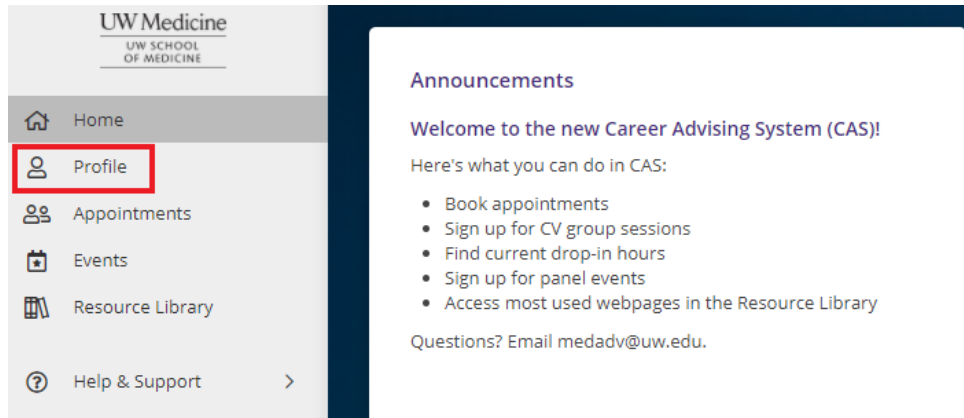 UW Medicine
UW SCHOOL
OF MEDICINE
Home
Profile
Appointments
Events
Resource Library
Help & Support
Announcements
Welcome to the new Career Advising System (CAS)!
Here's what you can do in CAS:
• Book appointments
• Sign up for CV group sessions
• Find current drop-in hours
• Sign up for panel events
• Access most used webpages in the Resource Library
Questions? Email medadv@uw.edu.